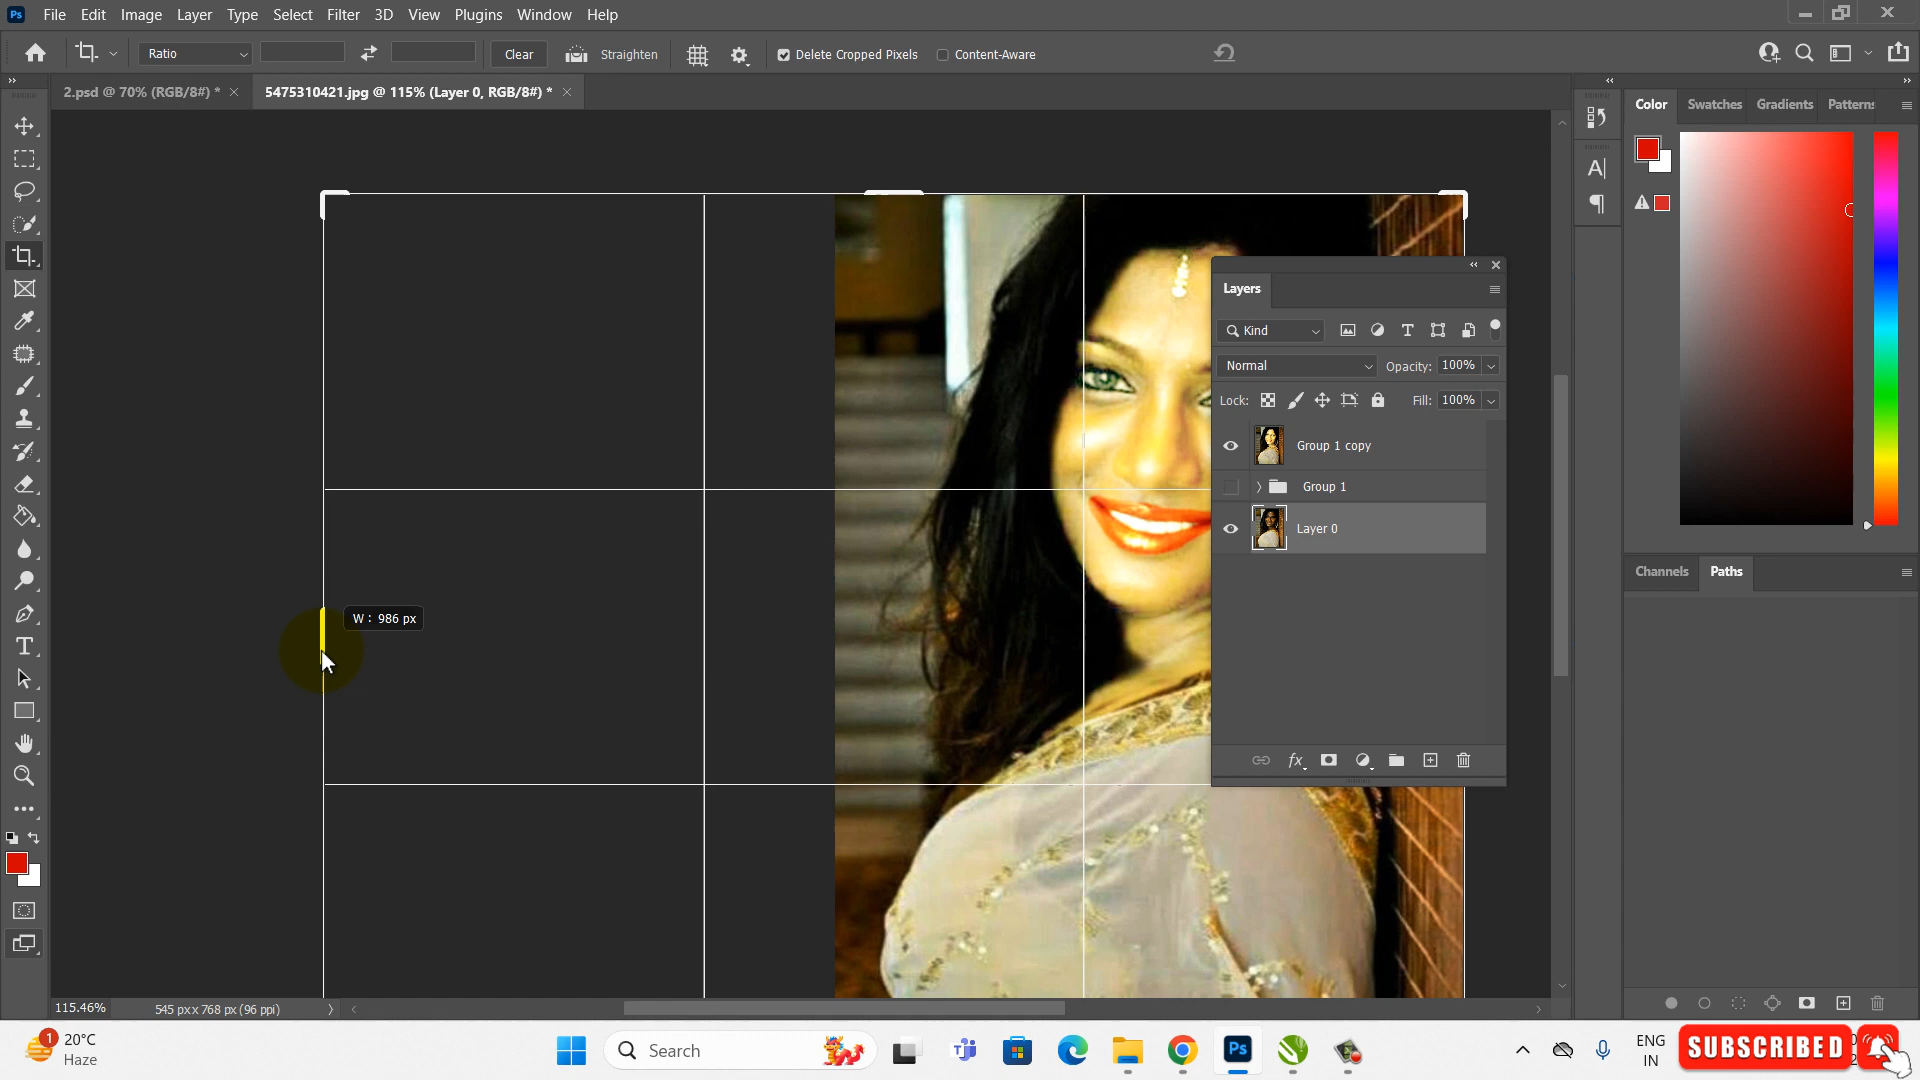 Ps File Edit Image Layer Type Select Filter 3D View Plugins Window Help
Ratio Clear Straighten Delete Cropped Pixels Content-Aware
2.psd @ 70% (RGB/8#) * 5475310421.jpg @ 115% (Layer 0, RGB/8#) *
Color Swatches Gradients Patterns
Layers
Kind
Normal Opacity: 100%
Lock: Fill: 100%
Group 1 copy
Group 1
Layer 0
W : 986 px
Channels Paths
115.46% 545 px x 768 px (96 ppi)
1 20°C
Haze
Search
Ps
ENG
IN
SUBSCRIBED